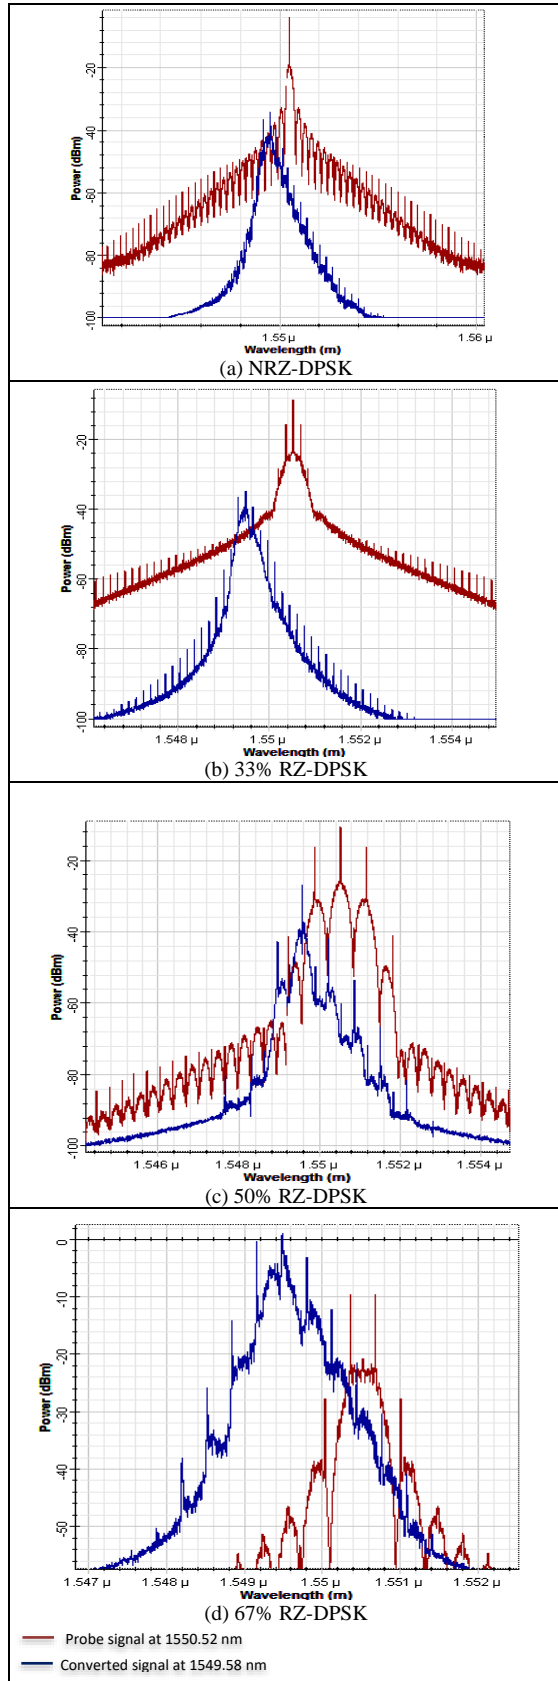 Power (dBm)
-20
-40
-60
-80
-100
1.55 µ
1.56 µ
Wavelength (m)
(a) NRZ-DPSK
Power (dBm)
-20
-40
-60
-80
-100
1.548 µ
1.55 µ
1.552 µ
1.554 µ
Wavelength (m)
(b) 33% RZ-DPSK
Power (dBm)
-20
-40
-60
-80
-100
1.546 µ
1.548 µ
1.55 µ
1.552 µ
1.554 µ
Wavelength (m)
(c) 50% RZ-DPSK
Power (dBm)
0
-10
-20
-30
-40
-50
1.547 µ
1.548 µ
1.549 µ
1.55 µ
1.551 µ
1.552 µ
Wavelength (m)
(d) 67% RZ-DPSK
Probe signal at 1550.52 nm
Converted signal at 1549.58 nm